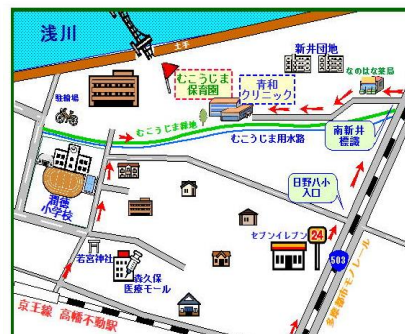 浅川
土手
新井団地
なのはな薬局
むこうじま
保育園
青和
クリニック
駐輪場
むこうじま緑地
むこうじま用水路
南新井
標識
潤徳
小学校
日野八小
入口
セブンイレブン
24
503
若宮神社
森久保
医療モール
多摩都市モノレール
京王線 高幡不動駅